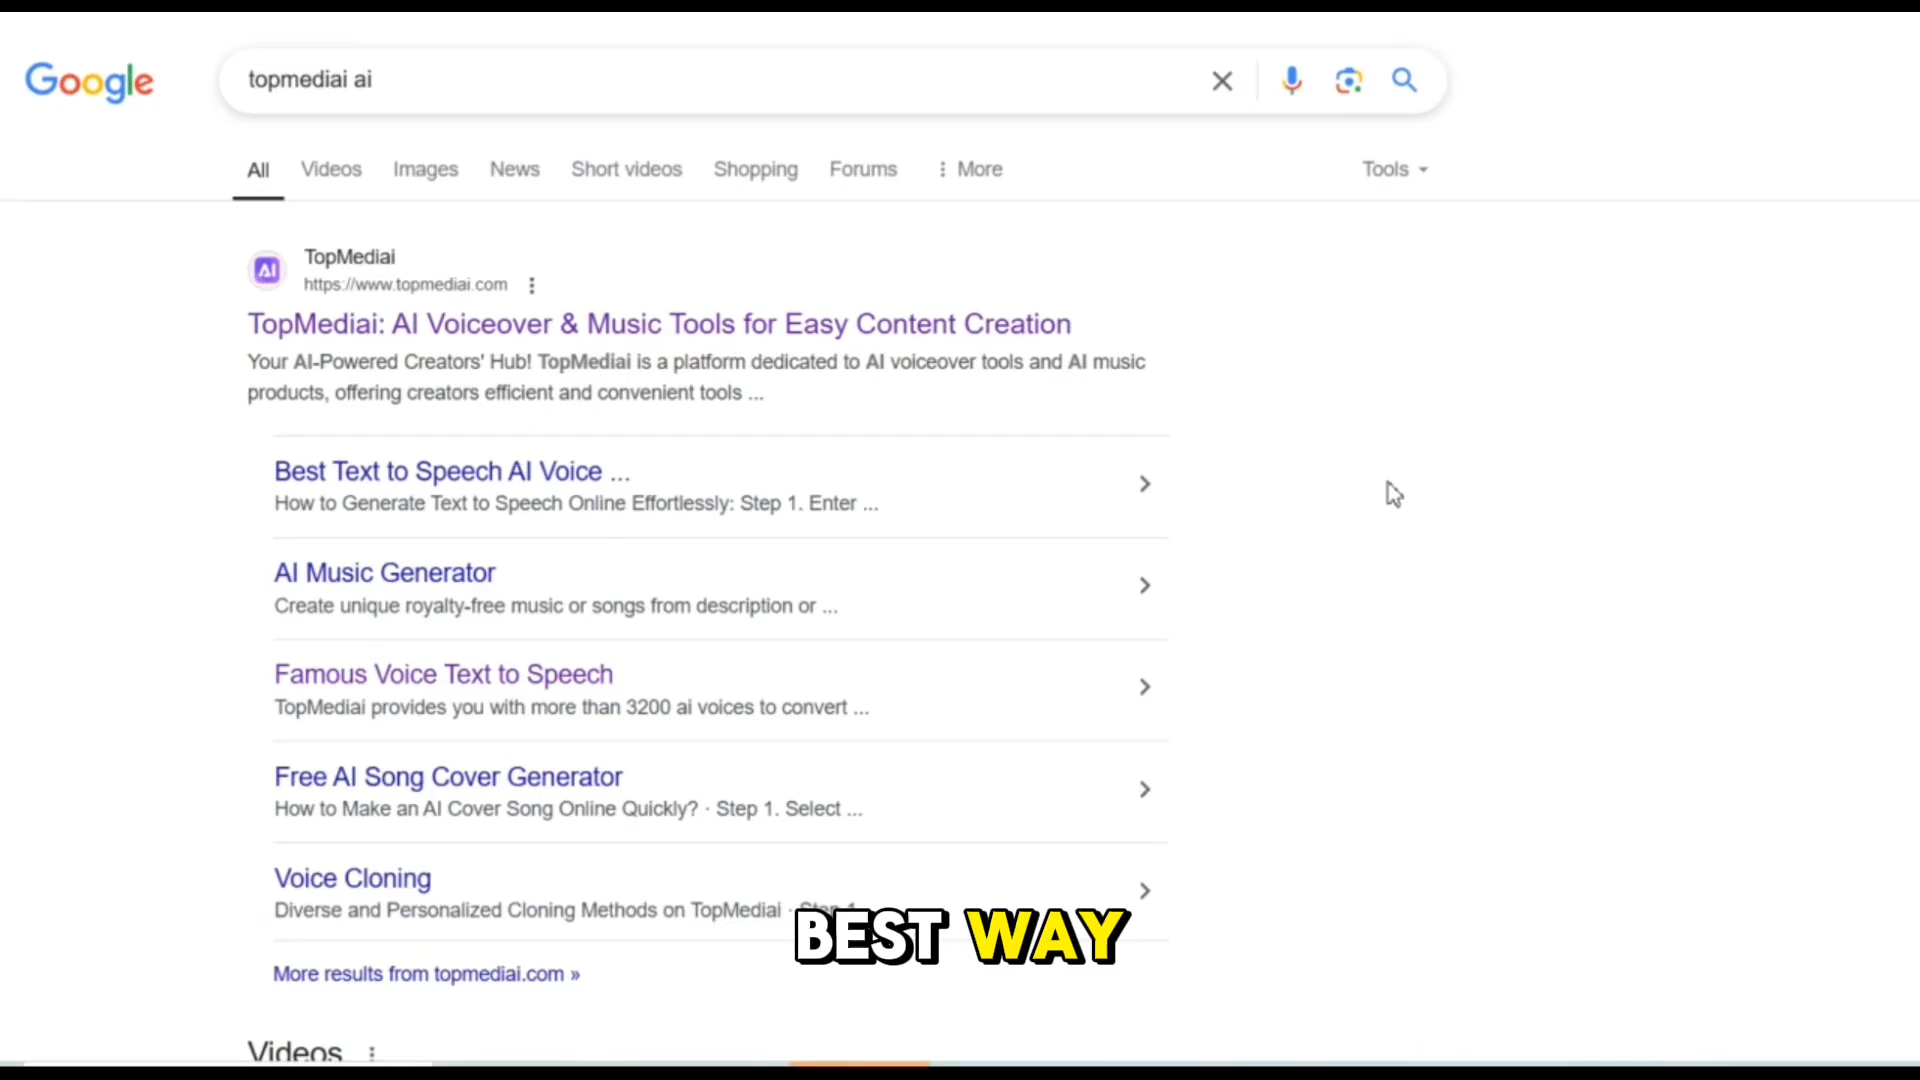 Google
topmediai ai
All Videos Images News Short videos Shopping Forums More Tools
AI
TopMediai
https://www.topmediai.com
TopMediai: AI Voiceover & Music Tools for Easy Content Creation
Your AI-Powered Creators' Hub! TopMediai is a platform dedicated to AI voiceover tools and AI music
products, offering creators efficient and convenient tools ...
Best Text to Speech AI Voice ...
How to Generate Text to Speech Online Effortlessly: Step 1. Enter ...
AI Music Generator
Create unique royalty-free music or songs from description or ...
Famous Voice Text to Speech
TopMediai provides you with more than 3200 ai voices to convert ...
Free AI Song Cover Generator
How to Make an AI Cover Song Online Quickly? · Step 1. Select ...
Voice Cloning
Diverse and Personalized Cloning Methods on TopMediai · Step 1
BEST WAY
More results from topmediai.com »
Videos